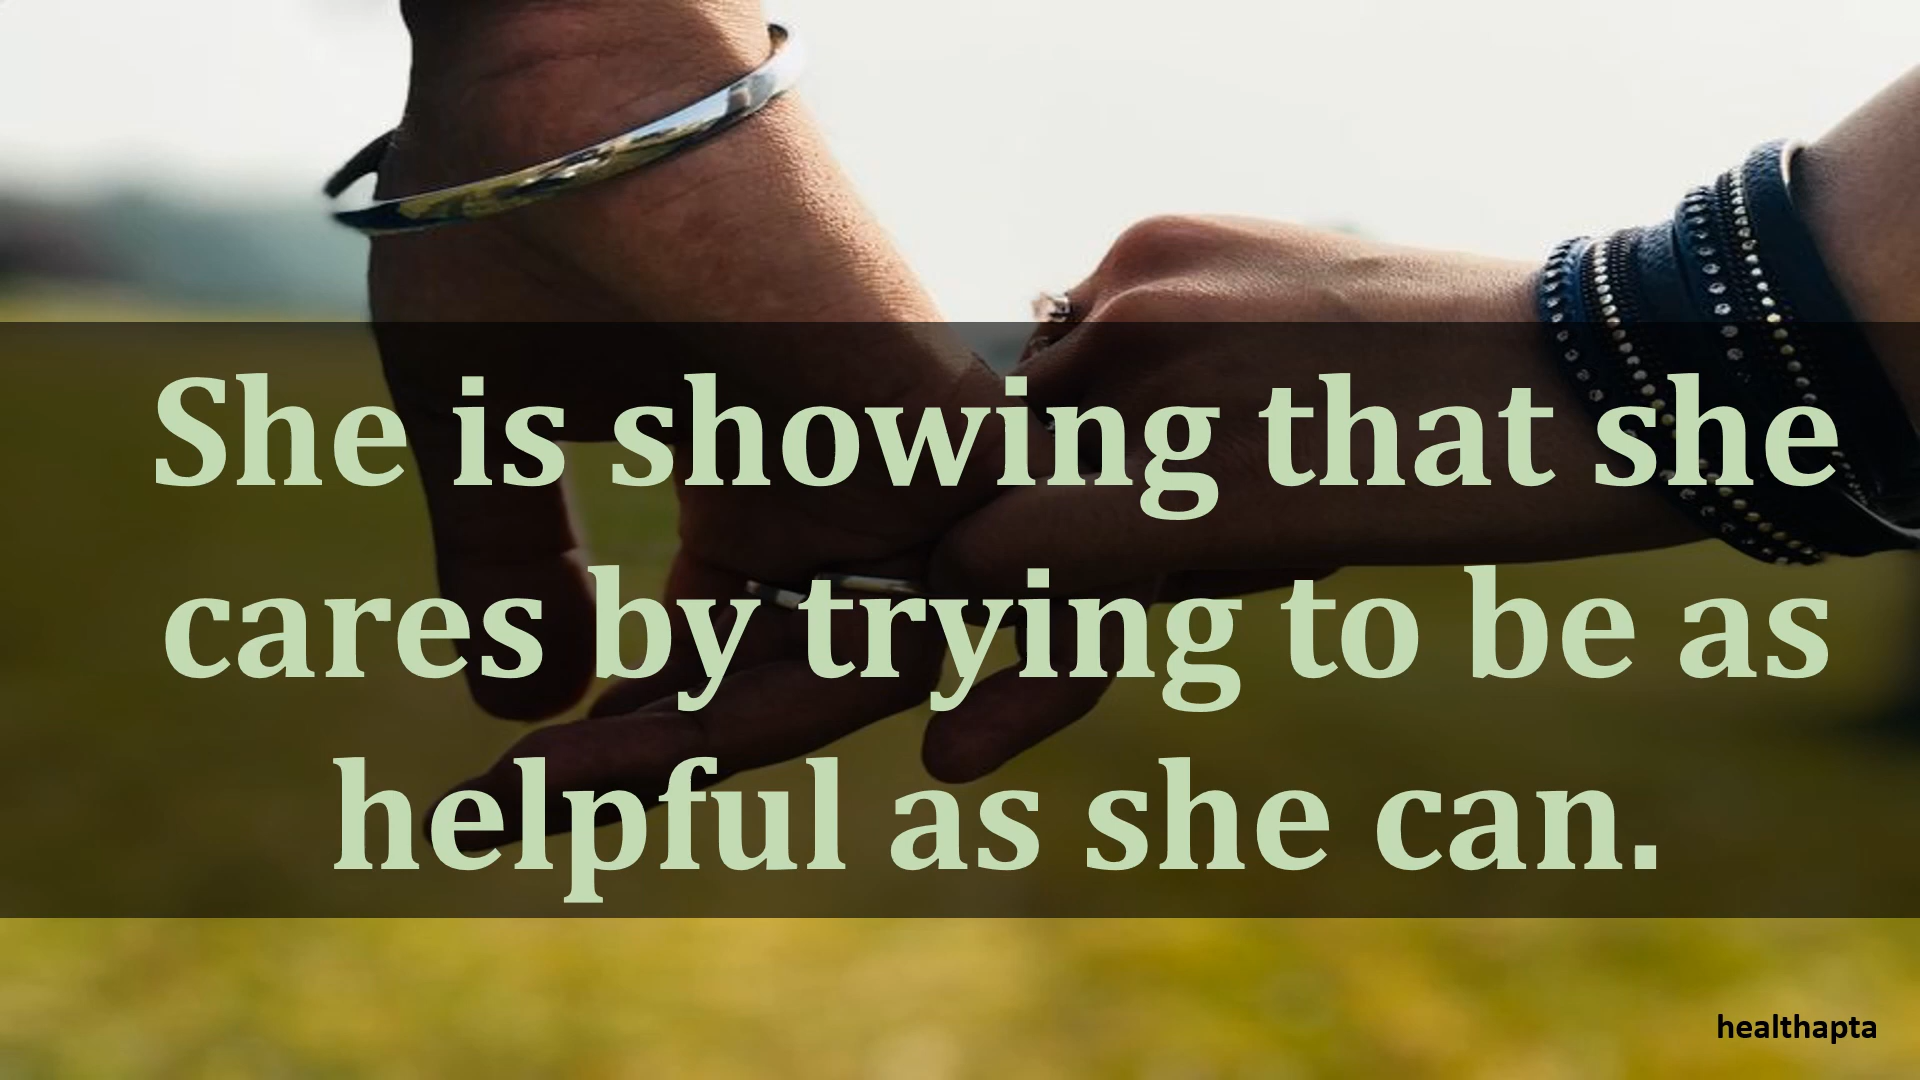 She is showing that she
cares by trying to be as
helpful as she can.
healthapta